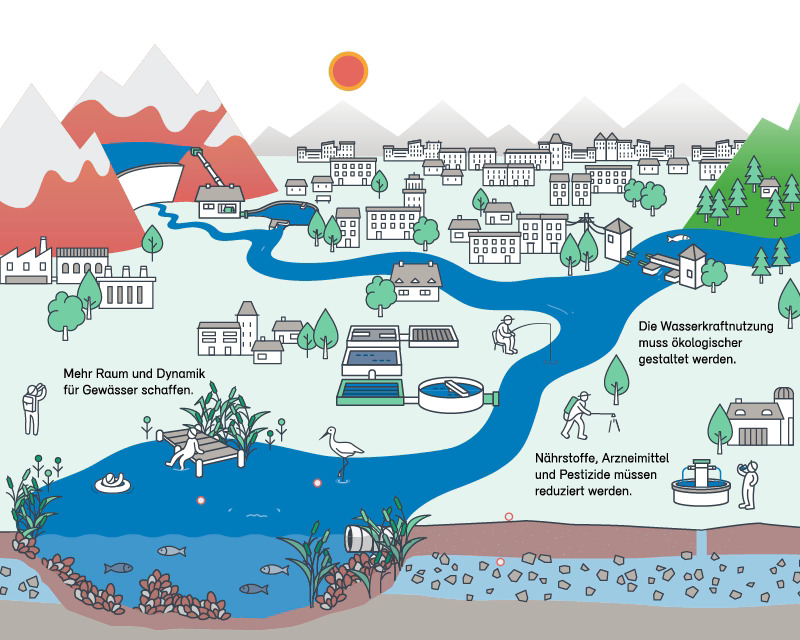 Die Wasserkraftnutzung
muss ökologischer
gestaltet werden.
Mehr Raum und Dynamik
für Gewässer schaffen.
Nährstoffe, Arzneimittel
und Pestizide müssen
reduziert werden.